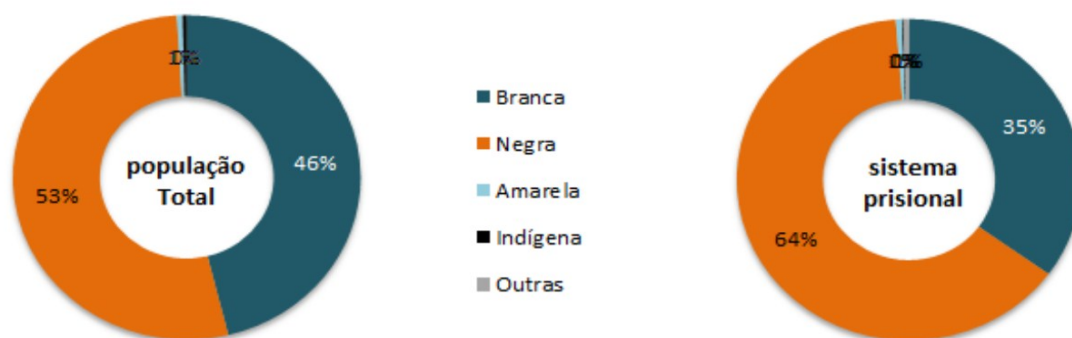 46%
53%
população
Total
Branca
Negra
Amarela
Indígena
Outras
35%
64%
sistema
prisional